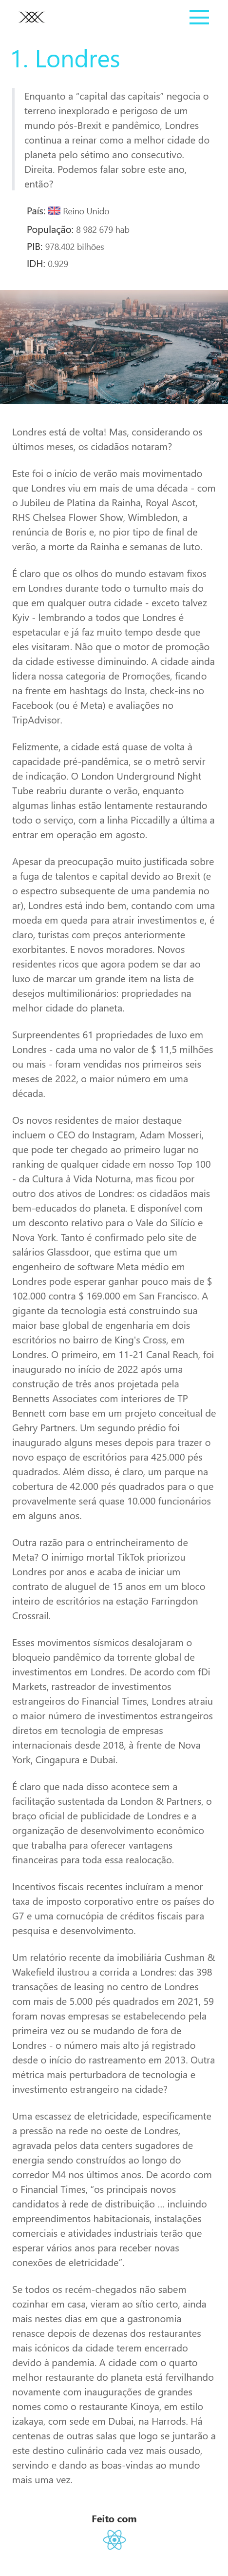 1. Londres
Enquanto a “capital das capitais” negocia o
terreno inexplorado e perigoso de um
mundo pós-Brexit e pandêmico, Londres
continua a reinar como a melhor cidade do
planeta pelo sétimo ano consecutivo.
Direita. Podemos falar sobre este ano,
então?
País: Reino Unido
População: 8 982 679 hab
PIB: 978,402 bilhões
IDH: 0.929
Londres está de volta! Mas, considerando os
últimos meses, os cidadãos notaram?
Este foi o início de verão mais movimentado
que Londres viu em mais de uma década - com
o Jubileu de Platina da Rainha, Royal Ascot,
RHS Chelsea Flower Show, Wimbledon, a
renúncia de Boris e, no pior tipo de final de
verão, a morte da Rainha e semanas de luto.
É claro que os olhos do mundo estavam fixos
em Londres durante todo o tumulto mais do
que em qualquer outra cidade - exceto talvez
Kyiv - lembrando a todos que Londres é
espetacular e já faz muito tempo desde que
eles visitaram. Não que o motor de promoção
da cidade estivesse diminuindo. A cidade ainda
lidera nossa categoria de Promoções, ficando
na frente em hashtags do Insta, check-ins no
Facebook (ou é Meta) e avaliações no
TripAdvisor.
Felizmente, a cidade está quase de volta à
capacidade pré-pandêmica, se o metrô servir
de indicação. O London Underground Night
Tube reabriu durante o verão, enquanto
algumas linhas estão lentamente restaurando
todo o serviço, com a linha Piccadilly a última a
entrar em operação em agosto.
Apesar da preocupação muito justificada sobre
a fuga de talentos e capital devido ao Brexit (e
o espectro subsequente de uma pandemia no
ar), Londres está indo bem, contando com uma
moeda em queda para atrair investimentos e, é
claro, turistas com preços anteriormente
exorbitantes. E novos moradores. Novos
residentes ricos que agora podem se dar ao
luxo de marcar um grande item na lista de
desejos multimilionários: propriedades na
melhor cidade do planeta.
Surpreendentes 61 propriedades de luxo em
Londres - cada uma no valor de $ 11,5 milhões
ou mais - foram vendidas nos primeiros seis
meses de 2022, o maior número em uma
década.
Os novos residentes de maior destaque
incluem o CEO do Instagram, Adam Mosseri,
que pode ter chegado ao primeiro lugar no
ranking de qualquer cidade em nosso Top 100
- da Cultura à Vida Noturna, mas ficou por
outro dos ativos de Londres: os cidadãos mais
bem-educados do planeta. E disponível com
um desconto relativo para o Vale do Silício e
Nova York. Tanto é confirmado pelo site de
salários Glassdoor, que estima que um
engenheiro de software Meta médio em
Londres pode esperar ganhar pouco mais de $
102.000 contra $ 169.000 em San Francisco. A
gigante da tecnologia está construindo sua
maior base global de engenharia em dois
escritórios no bairro de King's Cross, em
Londres. O primeiro, em 11-21 Canal Reach, foi
inaugurado no início de 2022 após uma
construção de três anos projetada pela
Bennetts Associates com interiores de TP
Bennett com base em um projeto conceitual de
Gehry Partners. Um segundo prédio foi
inaugurado alguns meses depois para trazer o
novo espaço de escritórios para 425.000 pés
quadrados. Além disso, é claro, um parque na
cobertura de 42.000 pés quadrados para o que
provavelmente será quase 10.000 funcionários
em alguns anos.
Outra razão para o entrincheiramento de
Meta? O inimigo mortal TikTok priorizou
Londres por anos e acaba de iniciar um
contrato de aluguel de 15 anos em um bloco
inteiro de escritórios na estação Farringdon
Crossrail.
Esses movimentos sísmicos desalojaram o
bloqueio pandêmico da torrente global de
investimentos em Londres. De acordo com fDi
Markets, rastreador de investimentos
estrangeiros do Financial Times, Londres atraiu
o maior número de investimentos estrangeiros
diretos em tecnologia de empresas
internacionais desde 2018, à frente de Nova
York, Cingapura e Dubai.
É claro que nada disso acontece sem a
facilitação sustentada da London & Partners, o
braço oficial de publicidade de Londres e a
organização de desenvolvimento econômico
que trabalha para oferecer vantagens
financeiras para toda essa realocação.
Incentivos fiscais recentes incluíram a menor
taxa de imposto corporativo entre os países do
G7 e uma cornucópia de créditos fiscais para
pesquisa e desenvolvimento.
Um relatório recente da imobiliária Cushman &
Wakefield ilustrou a corrida a Londres: das 398
transações de leasing no centro de Londres
com mais de 5.000 pés quadrados em 2021, 59
foram novas empresas se estabelecendo pela
primeira vez ou se mudando de fora de
Londres - o número mais alto já registrado
desde o início do rastreamento em 2013. Outra
métrica mais perturbadora de tecnologia e
investimento estrangeiro na cidade?
Uma escassez de eletricidade, especificamente
a pressão na rede no oeste de Londres,
agravada pelos data centers sugadores de
energia sendo construídos ao longo do
corredor M4 nos últimos anos. De acordo com
o Financial Times, “os principais novos
candidatos à rede de distribuição … incluindo
empreendimentos habitacionais, instalações
comerciais e atividades industriais terão que
esperar vários anos para receber novas
conexões de eletricidade”.
Se todos os recém-chegados não sabem
cozinhar em casa, vieram ao sítio certo, ainda
mais nestes dias em que a gastronomia
renasce depois de dezenas dos restaurantes
mais icónicos da cidade terem encerrado
devido à pandemia. A cidade com o quarto
melhor restaurante do planeta está fervilhando
novamente com inaugurações de grandes
nomes como o restaurante Kinoya, em estilo
izakaya, com sede em Dubai, na Harrods. Há
centenas de outras salas que logo se juntarão a
este destino culinário cada vez mais ousado,
servindo e dando as boas-vindas ao mundo
mais uma vez.
Feito com